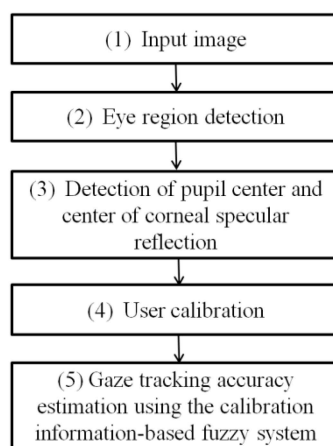 (1) Input image
(2) Eye region detection
(3) Detection of pupil center and
center of corneal specular
reflection
(4) User calibration
(5) Gaze tracking accuracy
estimation using the calibration
information-based fuzzy system